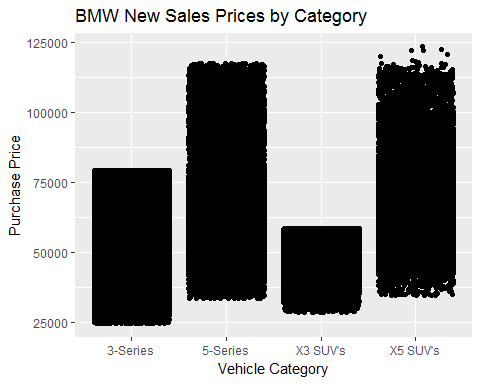 BMW New Sales Prices by Category
125000
100000
75000
50000
25000
Purchase Price
3-Series
5-Series
X3 SUV's
X5 SUV's
Vehicle Category